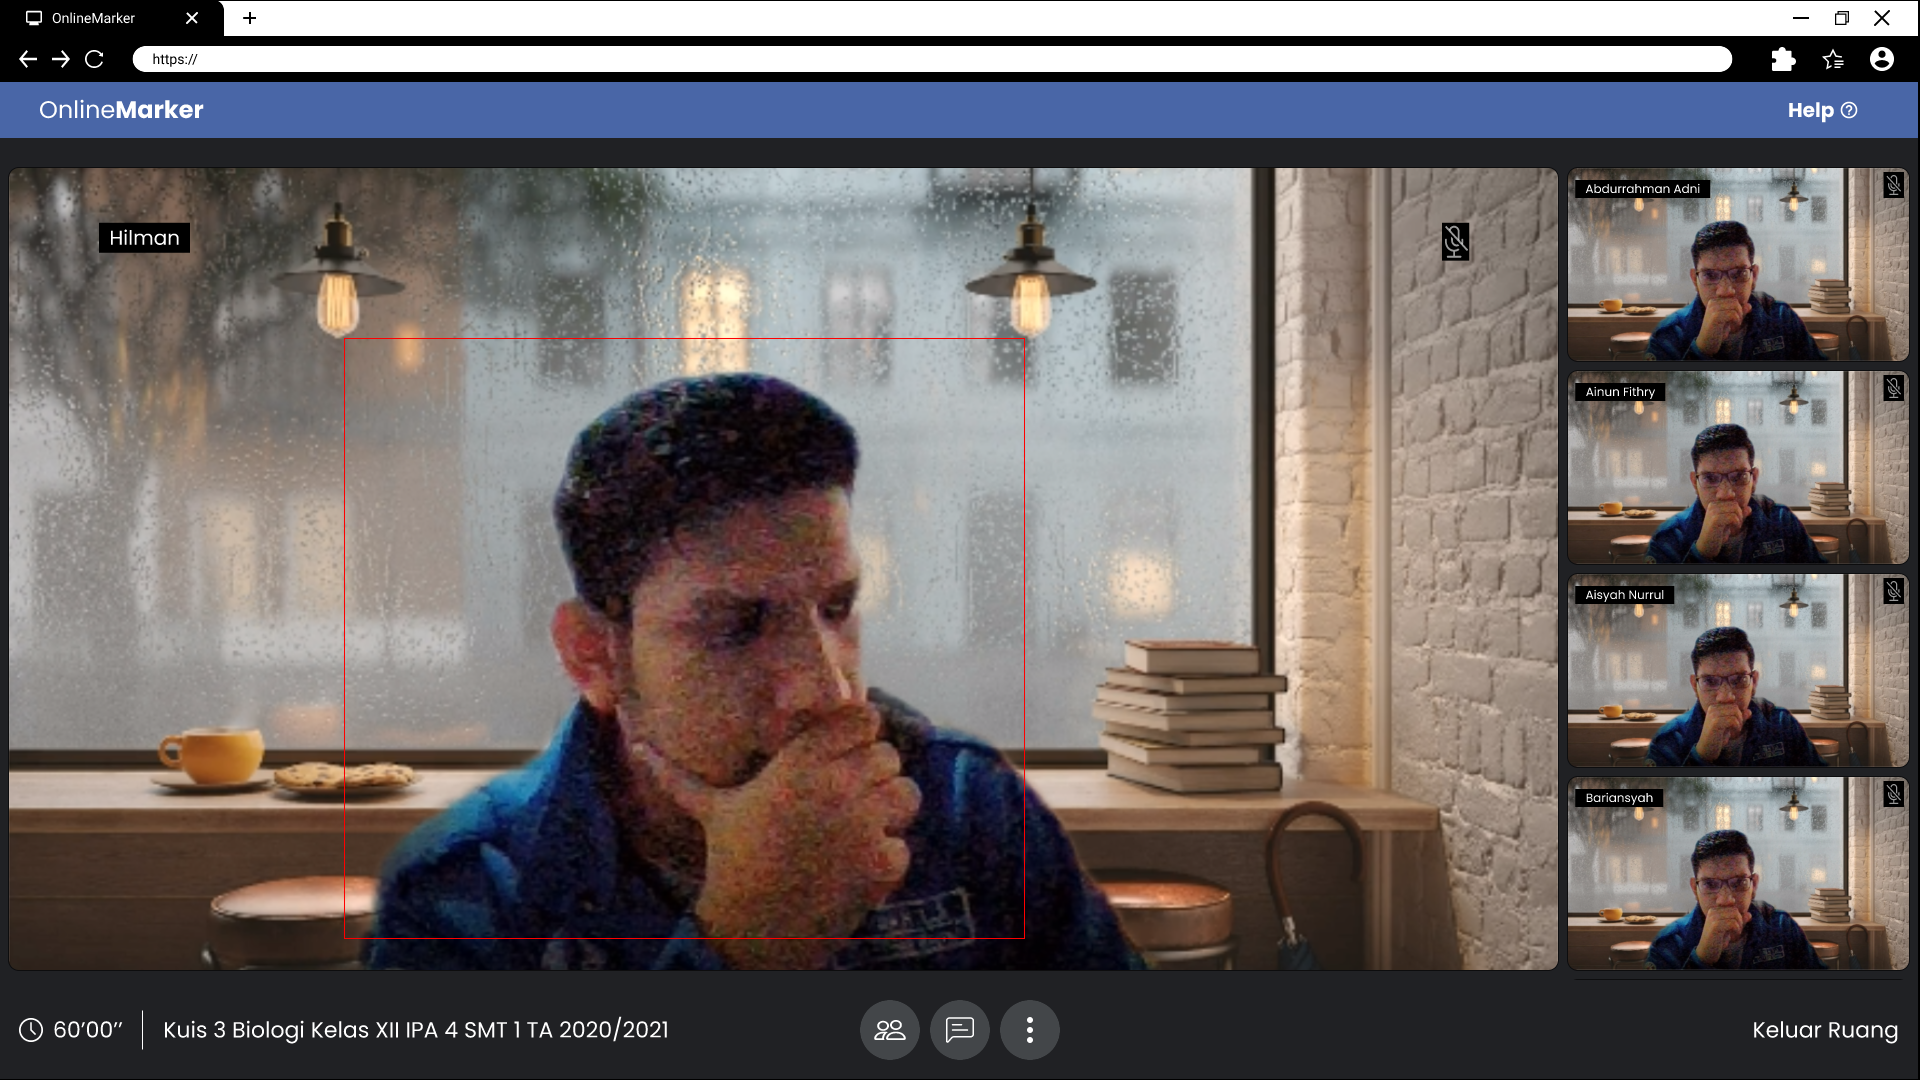 OnlineMarker
https://
OnlineMarker
Help
Hilman
Abdurrahman Adni
Ainun Fithry
Aisyah Nurrul
Bariansyah
60’00’’
Kuis 3 Biologi Kelas XII IPA 4 SMT 1 TA 2020/2021
Keluar Ruang